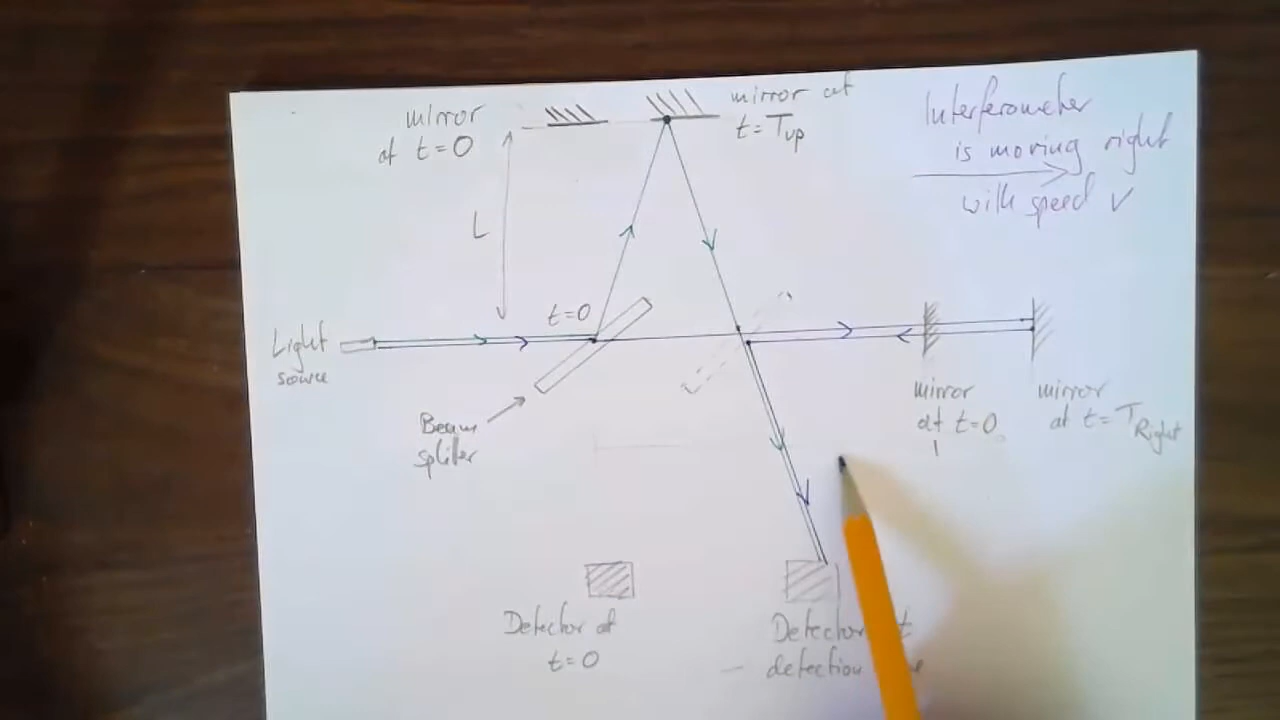 mirror
at t=0
mirror at
t=T_up
Interferometer
is moving right
with speed v
L
t=0
Light
source
Beam
spliter
mirror
at t=0
mirror
at t=T_Right
Detector at
t=0
Detector
detection